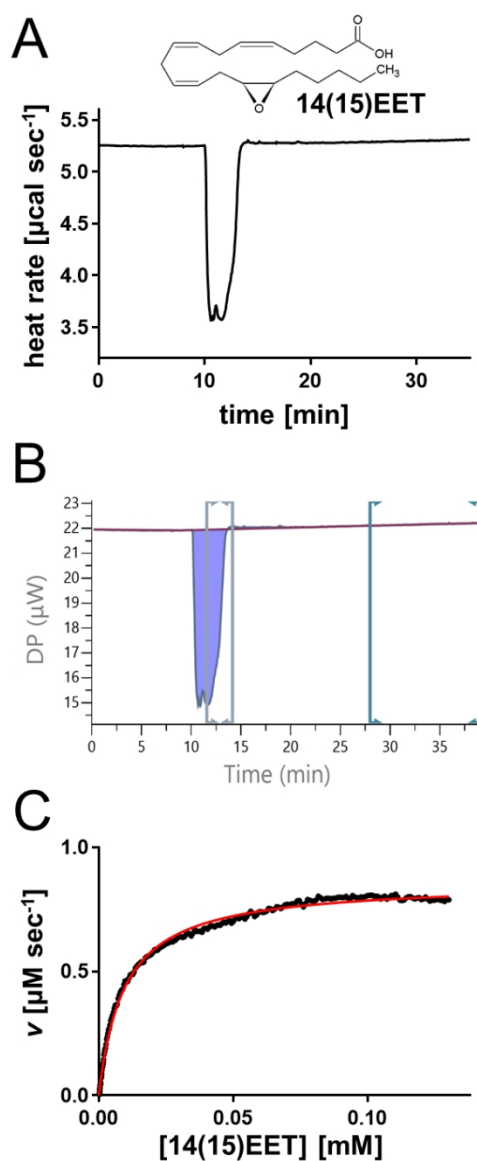 A
O
OH
CH₃
O
14(15)EET
heat rate [µcal sec⁻¹]
5.5
5.0
4.5
4.0
3.5
0 10 20 30
time [min]
B
DP (µW)
23
22
21
20
19
18
17
16
15
0 5 10 15 20 25 30 35
Time (min)
C
v [µM sec⁻¹]
1.0
0.5
0.0
0.00 0.05 0.10
[14(15)EET] [mM]